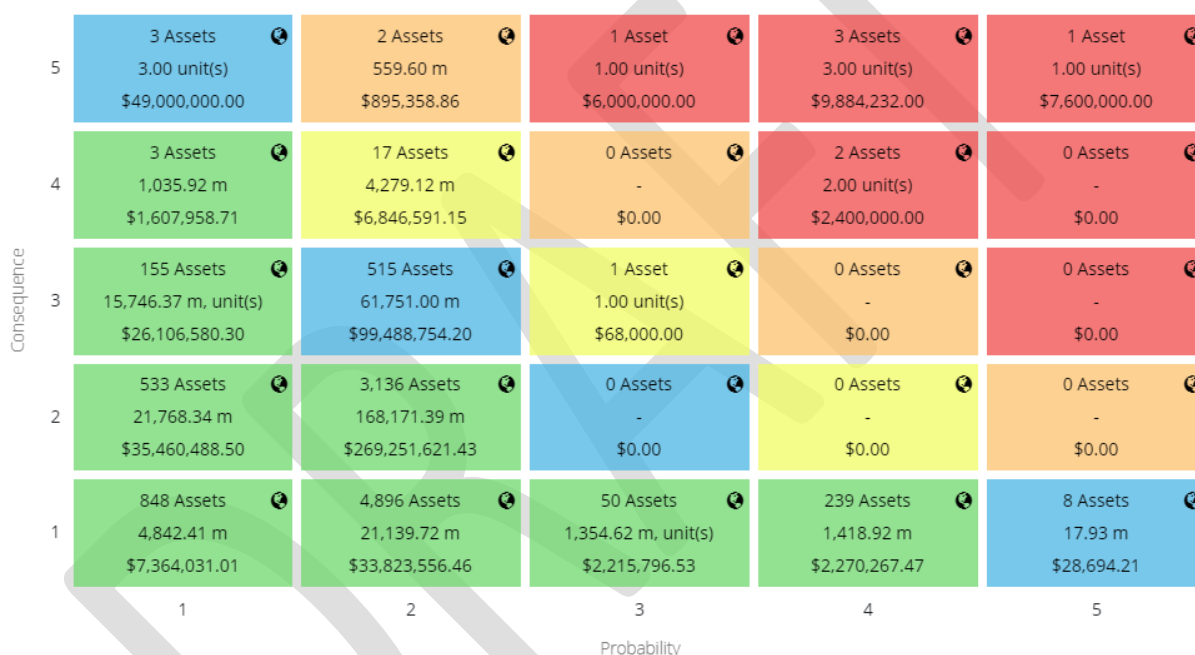 3 Assets 2 Assets 1 Asset 3 Assets 1 Asset
5 3.00 unit(s) 559.60 m 1.00 unit(s) 3.00 unit(s) 1.00 unit(s)
$49,000,000.00 $895,358.86 $6,000,000.00 $9,884,232.00 $7,600,000.00
3 Assets 17 Assets 0 Assets 2 Assets 0 Assets
4 1,035.92 m 4,279.12 m - 2.00 unit(s) -
$1,607,958.71 $6,846,591.15 $0.00 $2,400,000.00 $0.00
Consequence
155 Assets 515 Assets 1 Asset 0 Assets 0 Assets
3 15,746.37 m, unit(s) 61,751.00 m 1.00 unit(s) - -
$26,106,580.30 $99,488,754.20 $68,000.00 $0.00 $0.00
533 Assets 3,136 Assets 0 Assets 0 Assets 0 Assets
2 21,768.34 m 168,171.39 m - - -
$35,460,488.50 $269,251,621.43 $0.00 $0.00 $0.00
848 Assets 4,896 Assets 50 Assets 239 Assets 8 Assets
1 4,842.41 m 21,139.72 m 1,354.62 m, unit(s) 1,418.92 m 17.93 m
$7,364,031.01 $33,823,556.46 $2,215,796.53 $2,270,267.47 $28,694.21
1 2 3 4 5
Probability
DRAFT